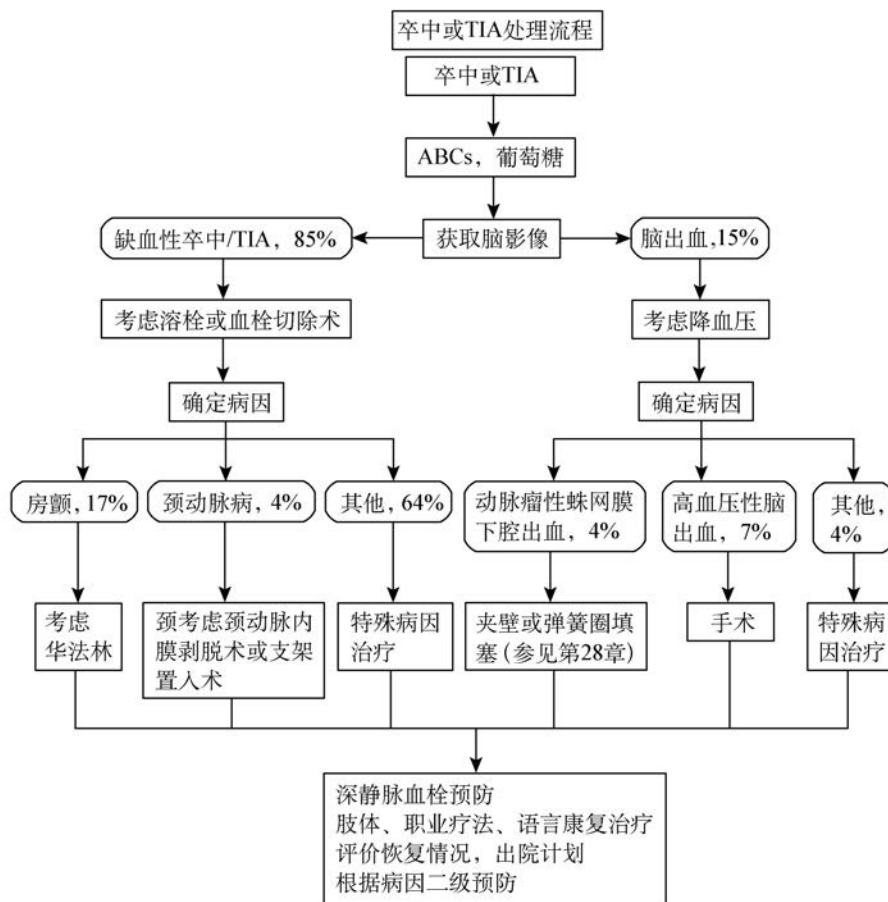 卒中或TIA处理流程
卒中或TIA
ABCs，葡萄糖
缺血性卒中/TIA，85%
获取脑影像
脑出血,15%
考虑溶栓或血栓切除术
考虑降血压
确定病因
确定病因
房颤,17%
颈动脉病,4%
其他,64%
动脉瘤性蛛网膜
下腔出血，4%
高血压性脑
出血，7%
其他，
4%
考虑
华法林
颈考虑颈动脉内
膜剥脱术或支架
置入术
特殊病因
治疗
夹壁或弹簧圈填
塞(参见第28章)
手术
特殊病
因治疗
深静脉血栓预防
肢体、职业疗法、语言康复治疗
评价恢复情况，出院计划
根据病因二级预防